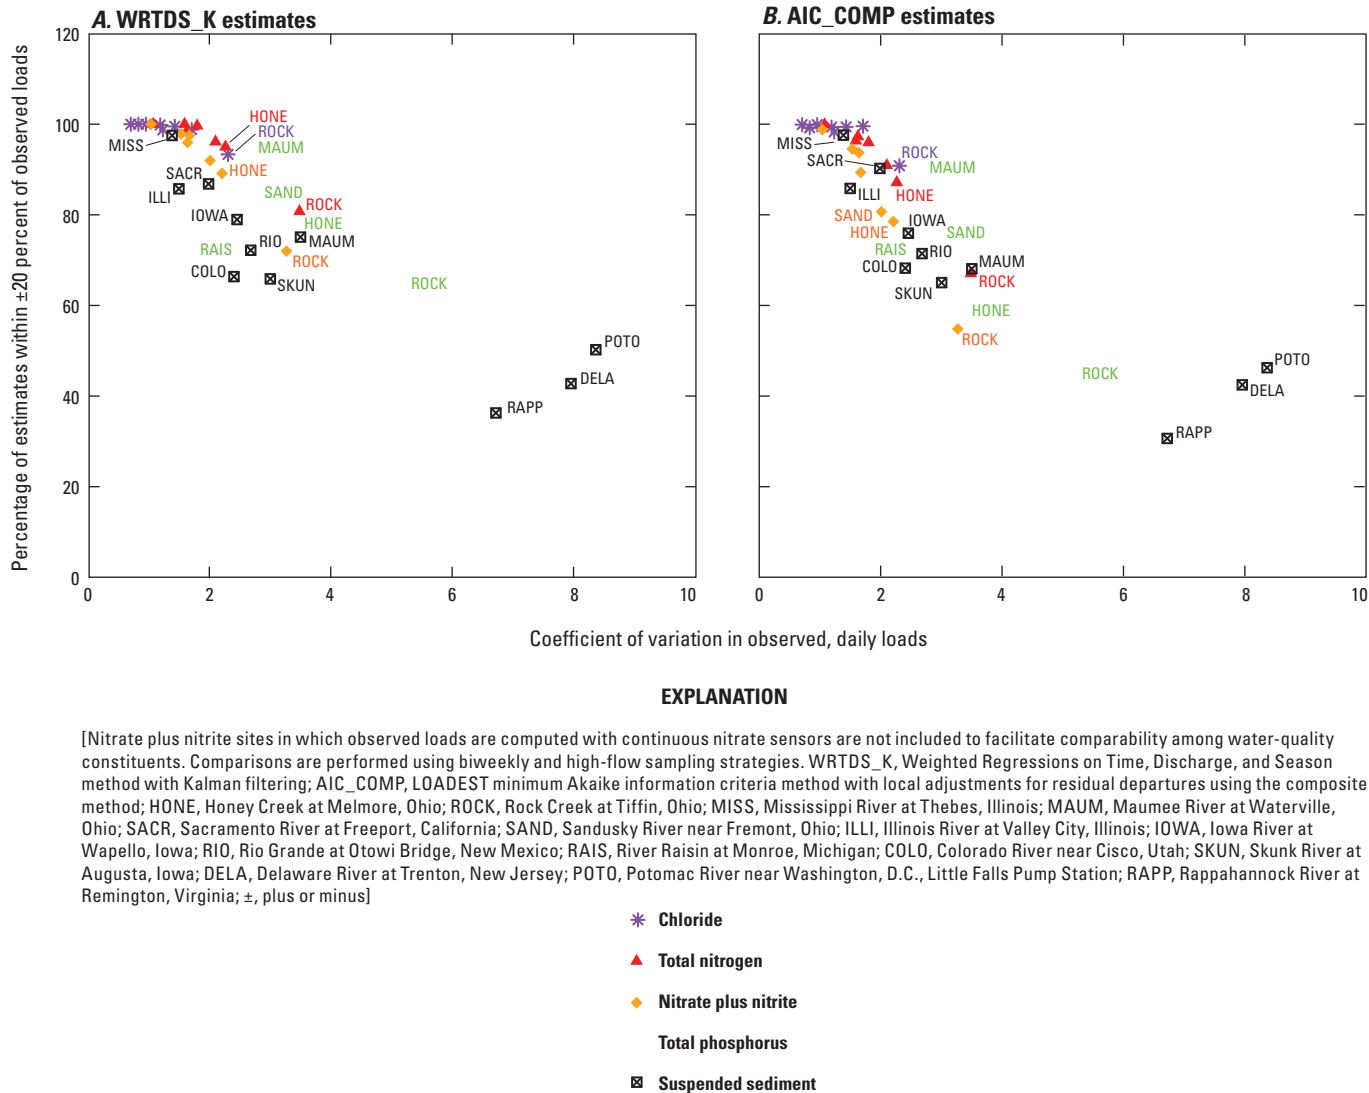 A. WRTDS_K estimates
B. AIC_COMP estimates
Percentage of estimates within ±20 percent of observed loads
120
100
80
60
40
20
0
0 2 4 6 8 10
HONE
ROCK
MAUM
MISS
SACR
HONE
ILLI
SAND
ROCK
IOWA
HONE
RAIS
RIO
MAUM
ROCK
COLO
SKUN
ROCK
POTO
DELA
RAPP
MISS
SACR
ROCK
MAUM
ILLI
HONE
SAND
IOWA
HONE
SAND
RAIS
RIO
COLO
MAUM
SKUN
ROCK
HONE
ROCK
ROCK
POTO
DELA
RAPP
0 2 4 6 8 10
Coefficient of variation in observed, daily loads
EXPLANATION
[Nitrate plus nitrite sites in which observed loads are computed with continuous nitrate sensors are not included to facilitate comparability among water-quality
constituents. Comparisons are performed using biweekly and high-flow sampling strategies. WRTDS_K, Weighted Regressions on Time, Discharge, and Season
method with Kalman filtering; AIC_COMP, LOADEST minimum Akaike information criteria method with local adjustments for residual departures using the composite
method; HONE, Honey Creek at Melmore, Ohio; ROCK, Rock Creek at Tiffin, Ohio; MISS, Mississippi River at Thebes, Illinois; MAUM, Maumee River at Waterville,
Ohio; SACR, Sacramento River at Freeport, California; SAND, Sandusky River near Fremont, Ohio; ILLI, Illinois River at Valley City, Illinois; IOWA, Iowa River at
Wapello, Iowa; RIO, Rio Grande at Otowi Bridge, New Mexico; RAIS, River Raisin at Monroe, Michigan; COLO, Colorado River near Cisco, Utah; SKUN, Skunk River at
Augusta, Iowa; DELA, Delaware River at Trenton, New Jersey; POTO, Potomac River near Washington, D.C., Little Falls Pump Station; RAPP, Rappahannock River at
Remington, Virginia; ±, plus or minus]
Chloride
Total nitrogen
Nitrate plus nitrite
Total phosphorus
Suspended sediment